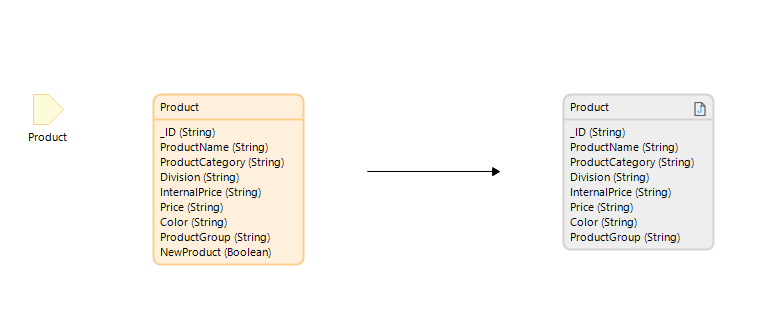 Product
Product
_ID (String)
ProductName (String)
ProductCategory (String)
Division (String)
InternalPrice (String)
Price (String)
Color (String)
ProductGroup (String)
NewProduct (Boolean)
Product
_ID (String)
ProductName (String)
ProductCategory (String)
Division (String)
InternalPrice (String)
Price (String)
Color (String)
ProductGroup (String)